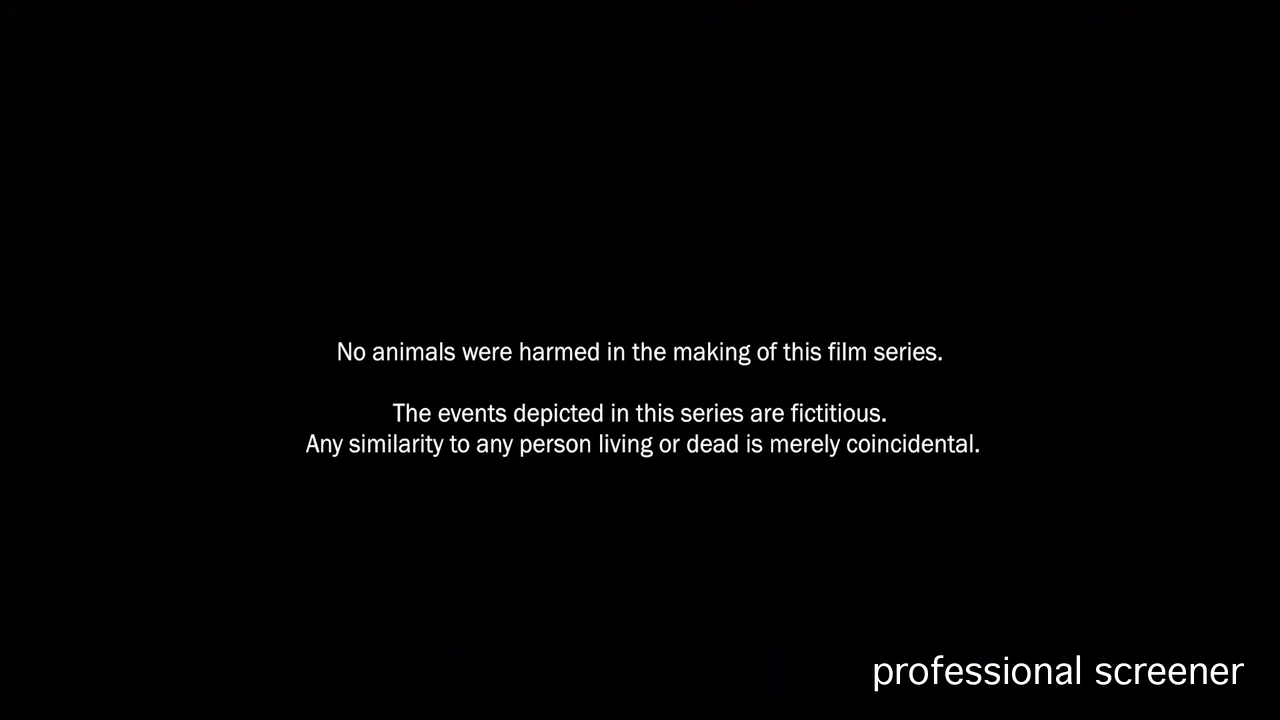 No animals were harmed in the making of this film series.
The events depicted in this series are fictitious.
Any similarity to any person living or dead is merely coincidental.
professional screener